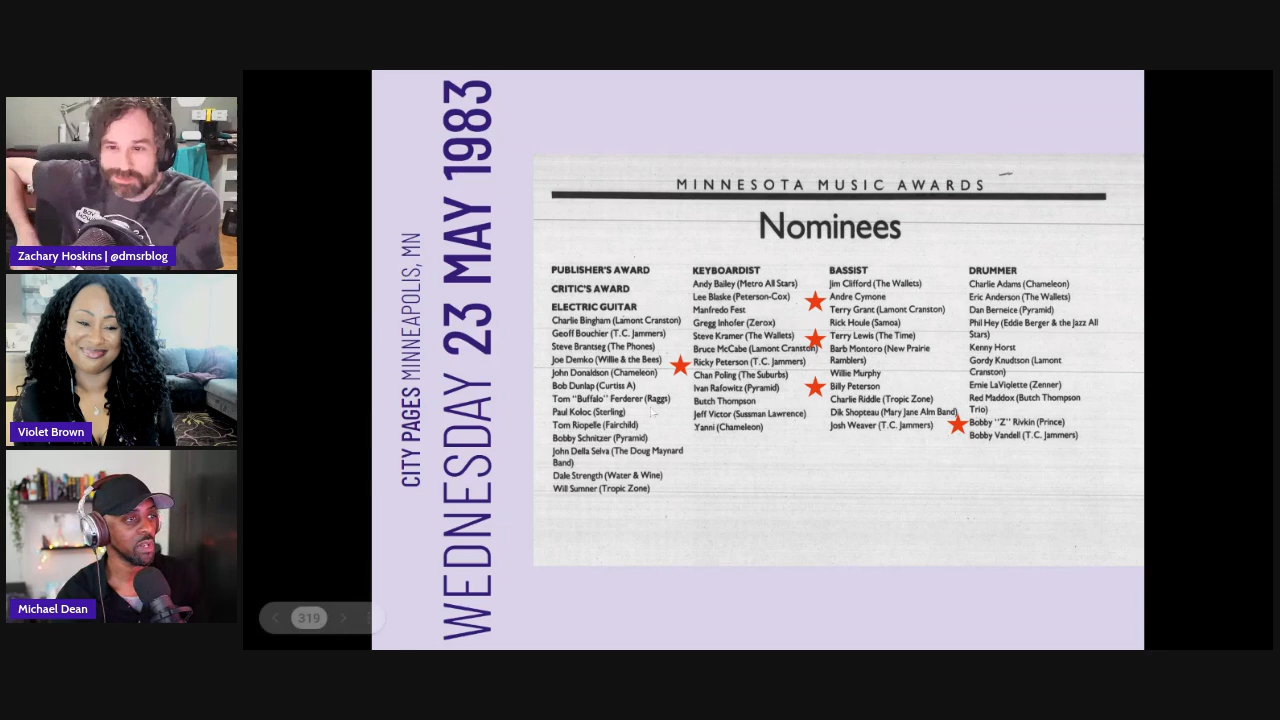 Zachary Hoskins | @dmsrblog
Violet Brown
Michael Dean
CITY PAGES MINNEAPOLIS, MN
WEDNESDAY 23 MAY 1983
319
MINNESOTA MUSIC AWARDS
Nominees
PUBLISHER'S AWARD
CRITIC'S AWARD
ELECTRIC GUITAR
Charlie Bingham (Lamont Cranston)
Geoff Bouchier (T.C. Jammers)
Steve Brantseg (The Phones)
Joe Demko (Willie & the Bees)
John Donaldson (Chameleon)
Bob Dunlap (Curtiss A)
Tom "Buffalo" Ferderer (Raggs)
Paul Koloc (Sterling)
Tom Riopelle (Fairchild)
Bobby Schnitzer (Pyramid)
John Della Selva (The Doug Maynard
Band)
Dale Strength (Water & Wine)
Will Sumner (Tropic Zone)
KEYBOARDIST
Andy Bailey (Metro All Stars)
Lee Blaske (Peterson-Cox)
Manfredo Fest
Gregg Inhofer (Zerox)
Steve Kramer (The Wallets)
Bruce McCabe (Lamont Cranston)
Ricky Peterson (T.C. Jammers)
Chan Poling (The Suburbs)
Ivan Rafowitz (Pyramid)
Butch Thompson
Jeff Victor (Sussman Lawrence)
Yanni (Chameleon)
BASSIST
Jim Clifford (The Wallets)
Andre Cymone
Terry Grant (Lamont Cranston)
Rick Houle (Samoa)
Terry Lewis (The Time)
Barb Montoro (New Prairie
Ramblers)
Willie Murphy
Billy Peterson
Charlie Riddle (Tropic Zone)
Dik Shopteau (Mary Jane Alm Band)
Josh Weaver (T.C. Jammers)
DRUMMER
Charlie Adams (Chameleon)
Eric Anderson (The Wallets)
Dan Berneice (Pyramid)
Phil Hey (Eddie Berger & the Jazz All
Stars)
Kenny Horst
Gordy Knudtson (Lamont
Cranston)
Ernie LaViolette (Zenner)
Red Maddox (Butch Thompson
Trio)
Bobby "Z" Rivkin (Prince)
Bobby Vandell (T.C. Jammers)